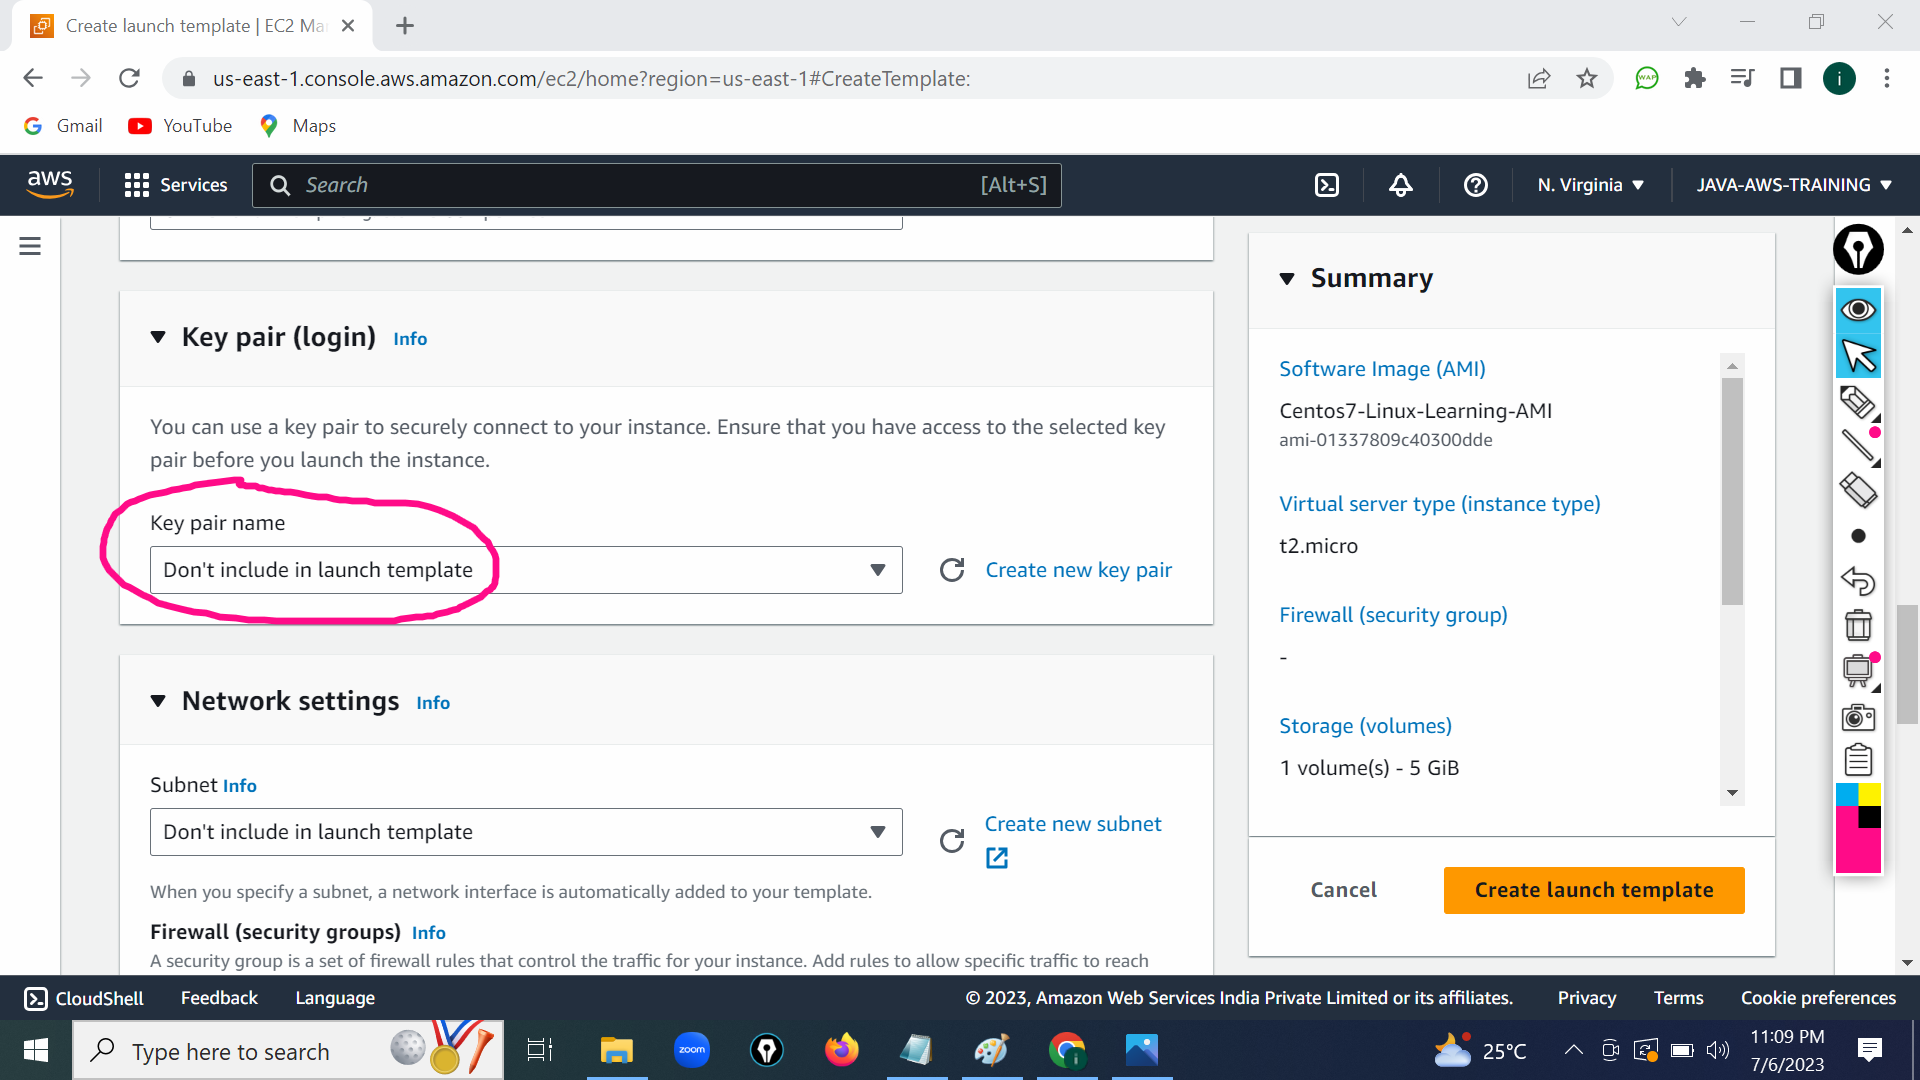 Create launch template | EC2 Ma
us-east-1.console.aws.amazon.com/ec2/home?region=us-east-1#CreateTemplate:
WAP
i
Gmail
YouTube
Maps
aws
Services
Search
[Alt+S]
N. Virginia
JAVA-AWS-TRAINING
Key pair (login) Info
You can use a key pair to securely connect to your instance. Ensure that you have access to the selected key
pair before you launch the instance.
Key pair name
Don't include in launch template
Create new key pair
Network settings Info
Subnet Info
Don't include in launch template
Create new subnet
When you specify a subnet, a network interface is automatically added to your template.
Firewall (security groups) Info
A security group is a set of firewall rules that control the traffic for your instance. Add rules to allow specific traffic to reach
Summary
Software Image (AMI)
Centos7-Linux-Learning-AMI
ami-01337809c40300dde
Virtual server type (instance type)
t2.micro
Firewall (security group)
-
Storage (volumes)
1 volume(s) - 5 GiB
Cancel
Create launch template
CloudShell
Feedback
Language
© 2023, Amazon Web Services India Private Limited or its affiliates.
Privacy
Terms
Cookie preferences
Type here to search
zoom
i
25°C
11:09 PM
7/6/2023